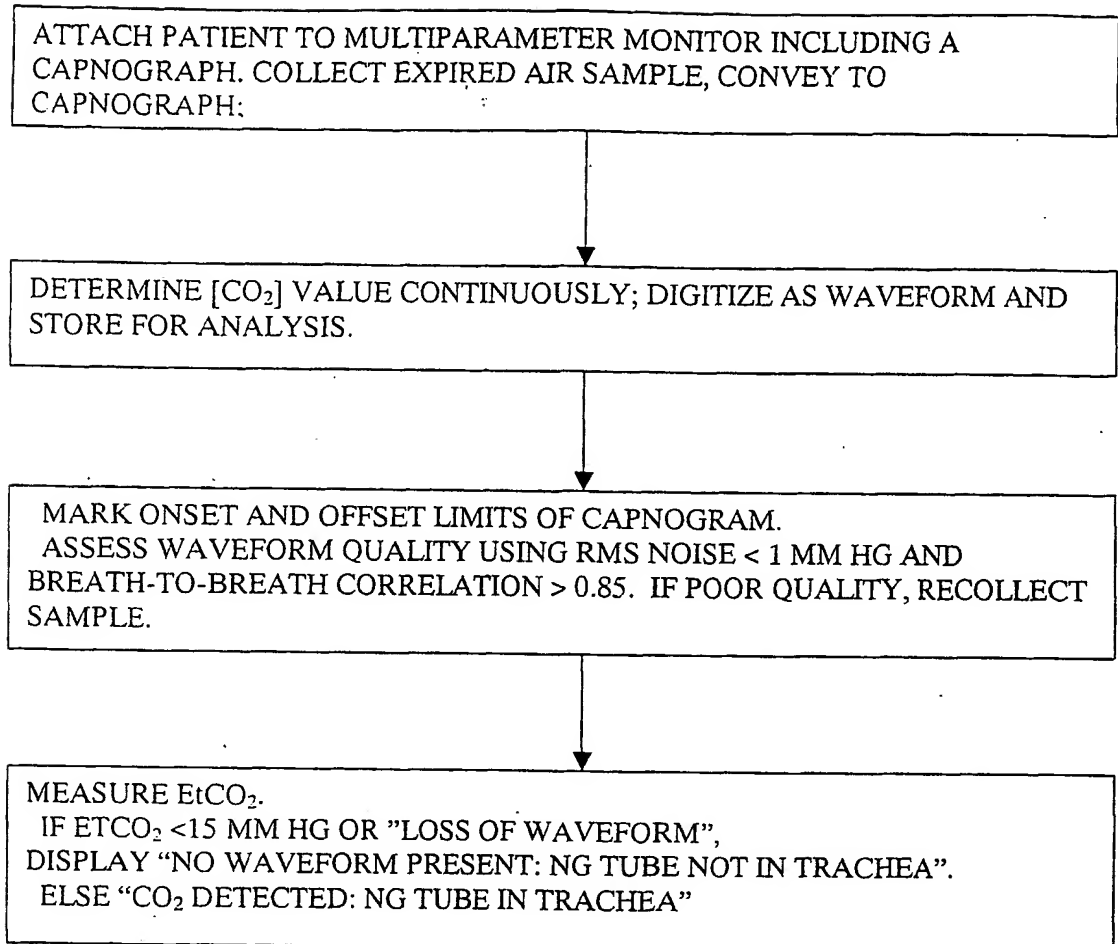 ATTACH PATIENT TO MULTIPARAMETER MONITOR INCLUDING A
CAPNOGRAPH. COLLECT EXPIRED AIR SAMPLE, CONVEY TO
CAPNOGRAPH;
DETERMINE [CO₂] VALUE CONTINUOUSLY; DIGITIZE AS WAVEFORM AND
STORE FOR ANALYSIS.
MARK ONSET AND OFFSET LIMITS OF CAPNOGRAM.
ASSESS WAVEFORM QUALITY USING RMS NOISE < 1 MM HG AND
BREATH-TO-BREATH CORRELATION > 0.85. IF POOR QUALITY, RECOLLECT
SAMPLE.
MEASURE EtCO₂.
IF ETCO₂ <15 MM HG OR "LOSS OF WAVEFORM",
DISPLAY “NO WAVEFORM PRESENT: NG TUBE NOT IN TRACHEA”.
ELSE “CO₂ DETECTED: NG TUBE IN TRACHEA”